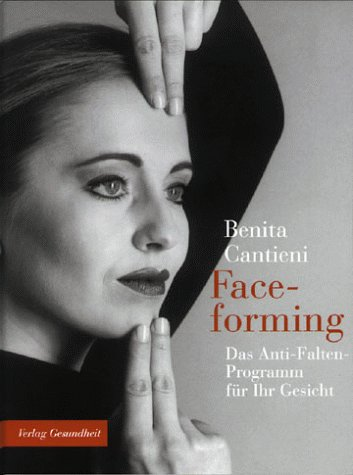 Benita
Cantieni
Face-
forming
Das Anti-Falten-
Programm
für Ihr Gesicht
Verlag Gesundheit